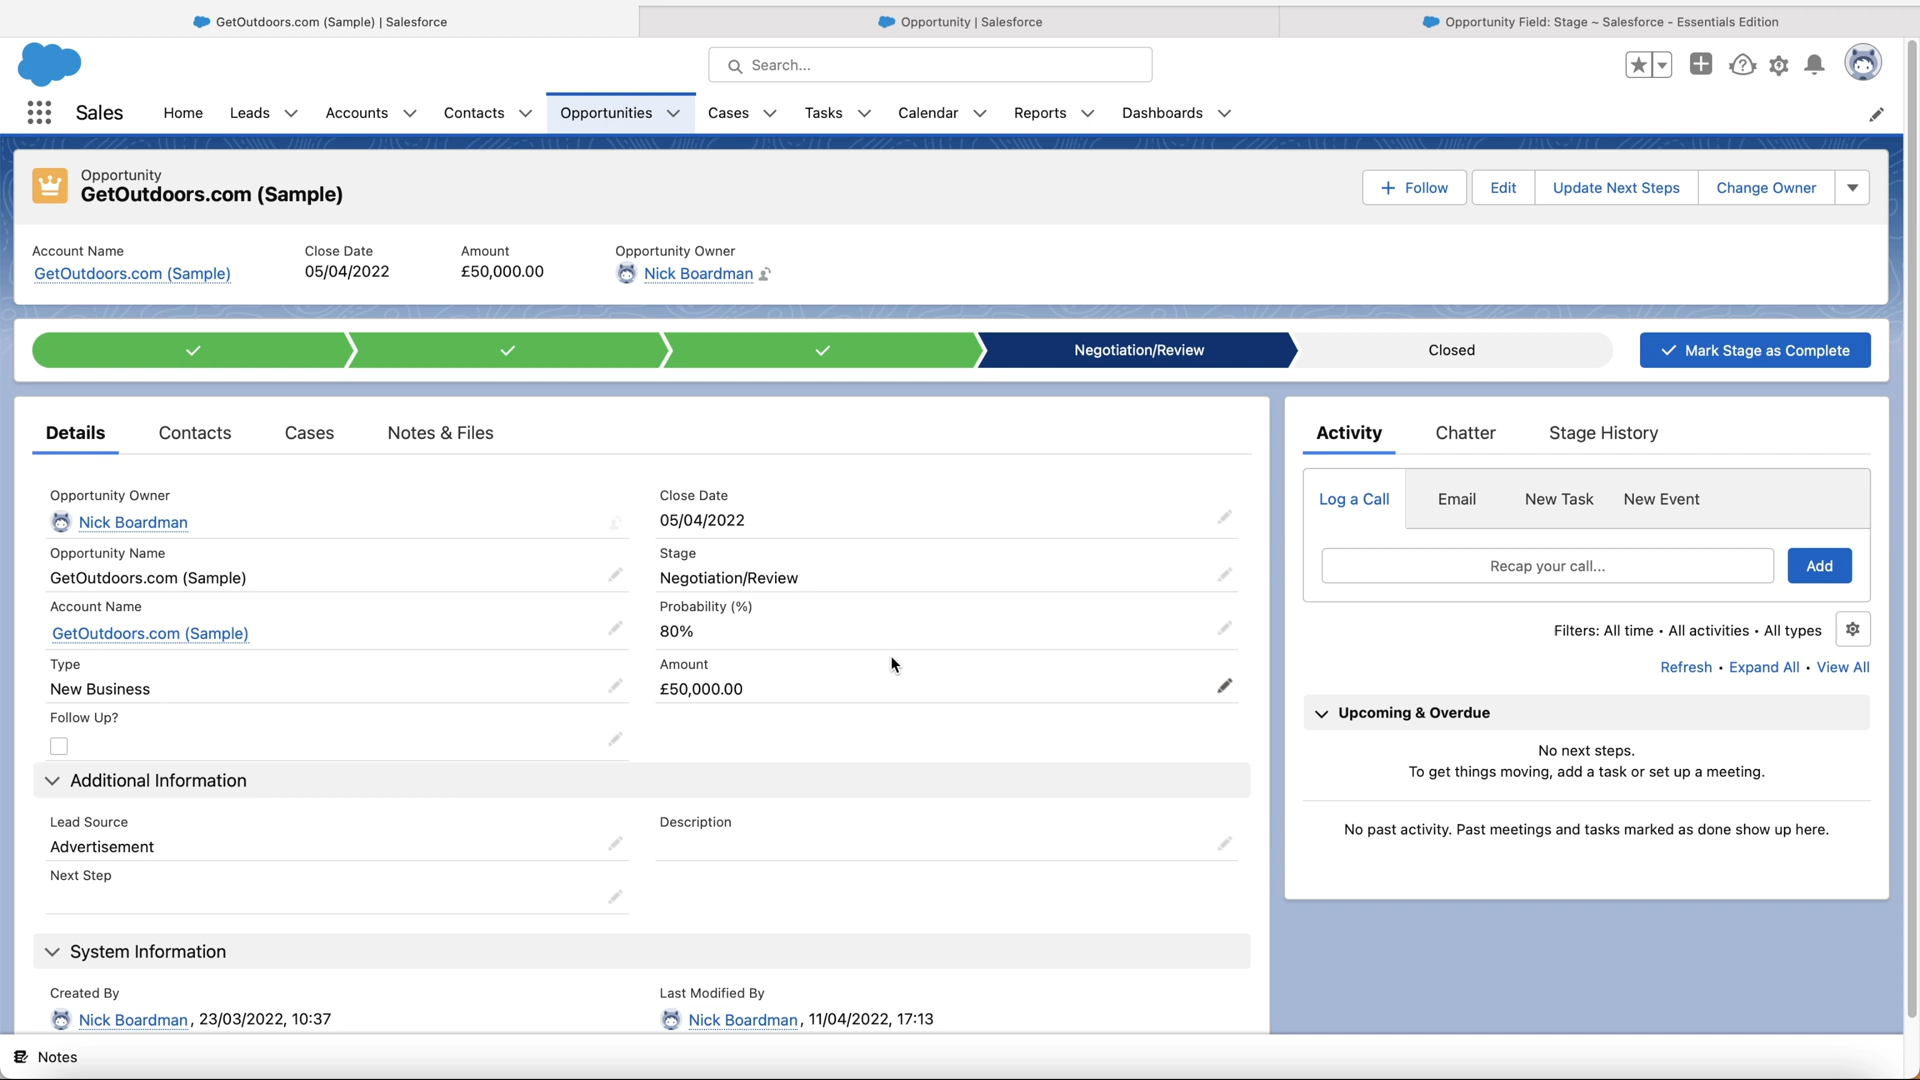 GetOutdoors.com (Sample) | Salesforce
Opportunity | Salesforce
Opportunity Field: Stage ~ Salesforce - Essentials Edition
Search...
Sales
Home
Leads
Accounts
Contacts
Opportunities
Cases
Tasks
Calendar
Reports
Dashboards
Opportunity
GetOutdoors.com (Sample)
Follow
Edit
Update Next Steps
Change Owner
Account Name
GetOutdoors.com (Sample)
Close Date
05/04/2022
Amount
£50,000.00
Opportunity Owner
Nick Boardman
Negotiation/Review
Closed
Mark Stage as Complete
Details
Contacts
Cases
Notes & Files
Opportunity Owner
Nick Boardman
Close Date
05/04/2022
Opportunity Name
GetOutdoors.com (Sample)
Stage
Negotiation/Review
Account Name
GetOutdoors.com (Sample)
Probability (%)
80%
Type
New Business
Amount
£50,000.00
Follow Up?
Additional Information
Lead Source
Advertisement
Description
Next Step
System Information
Created By
Nick Boardman, 23/03/2022, 10:37
Last Modified By
Nick Boardman, 11/04/2022, 17:13
Activity
Chatter
Stage History
Log a Call
Email
New Task
New Event
Recap your call...
Add
Filters: All time • All activities • All types
Refresh • Expand All • View All
Upcoming & Overdue
No next steps.
To get things moving, add a task or set up a meeting.
No past activity. Past meetings and tasks marked as done show up here.
Notes